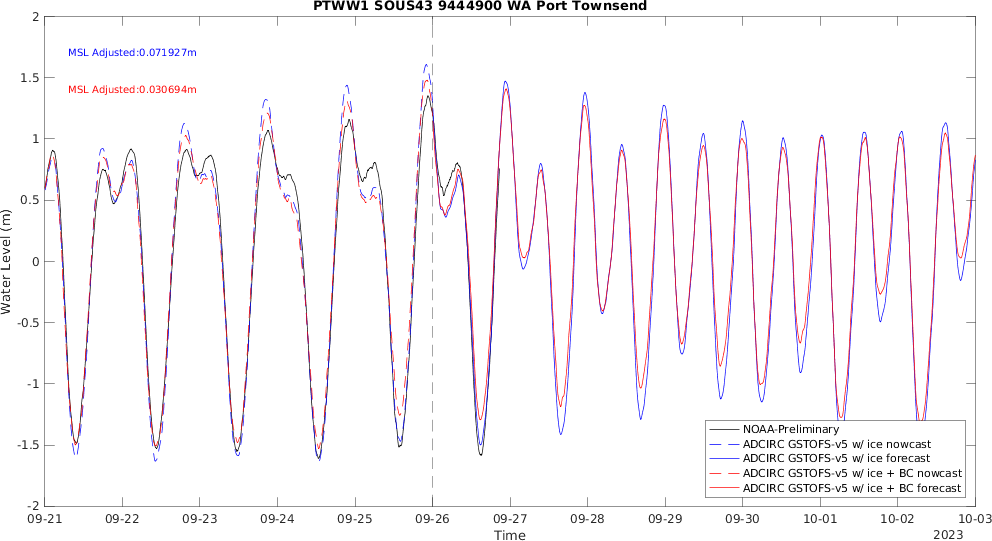 PTWW1 SOUS43 9444900 WA Port Townsend
MSL Adjusted:0.071927m
MSL Adjusted:0.030694m
Water Level (m)
2
1.5
1
0.5
0
-0.5
-1
-1.5
-2
NOAA-Preliminary
ADCIRC GSTOFS-v5 w/ ice nowcast
ADCIRC GSTOFS-v5 w/ ice forecast
ADCIRC GSTOFS-v5 w/ ice + BC nowcast
ADCIRC GSTOFS-v5 w/ ice + BC forecast
09-21 09-22 09-23 09-24 09-25 09-26 09-27 09-28 09-29 09-30 10-01 10-02 10-03
Time
2023